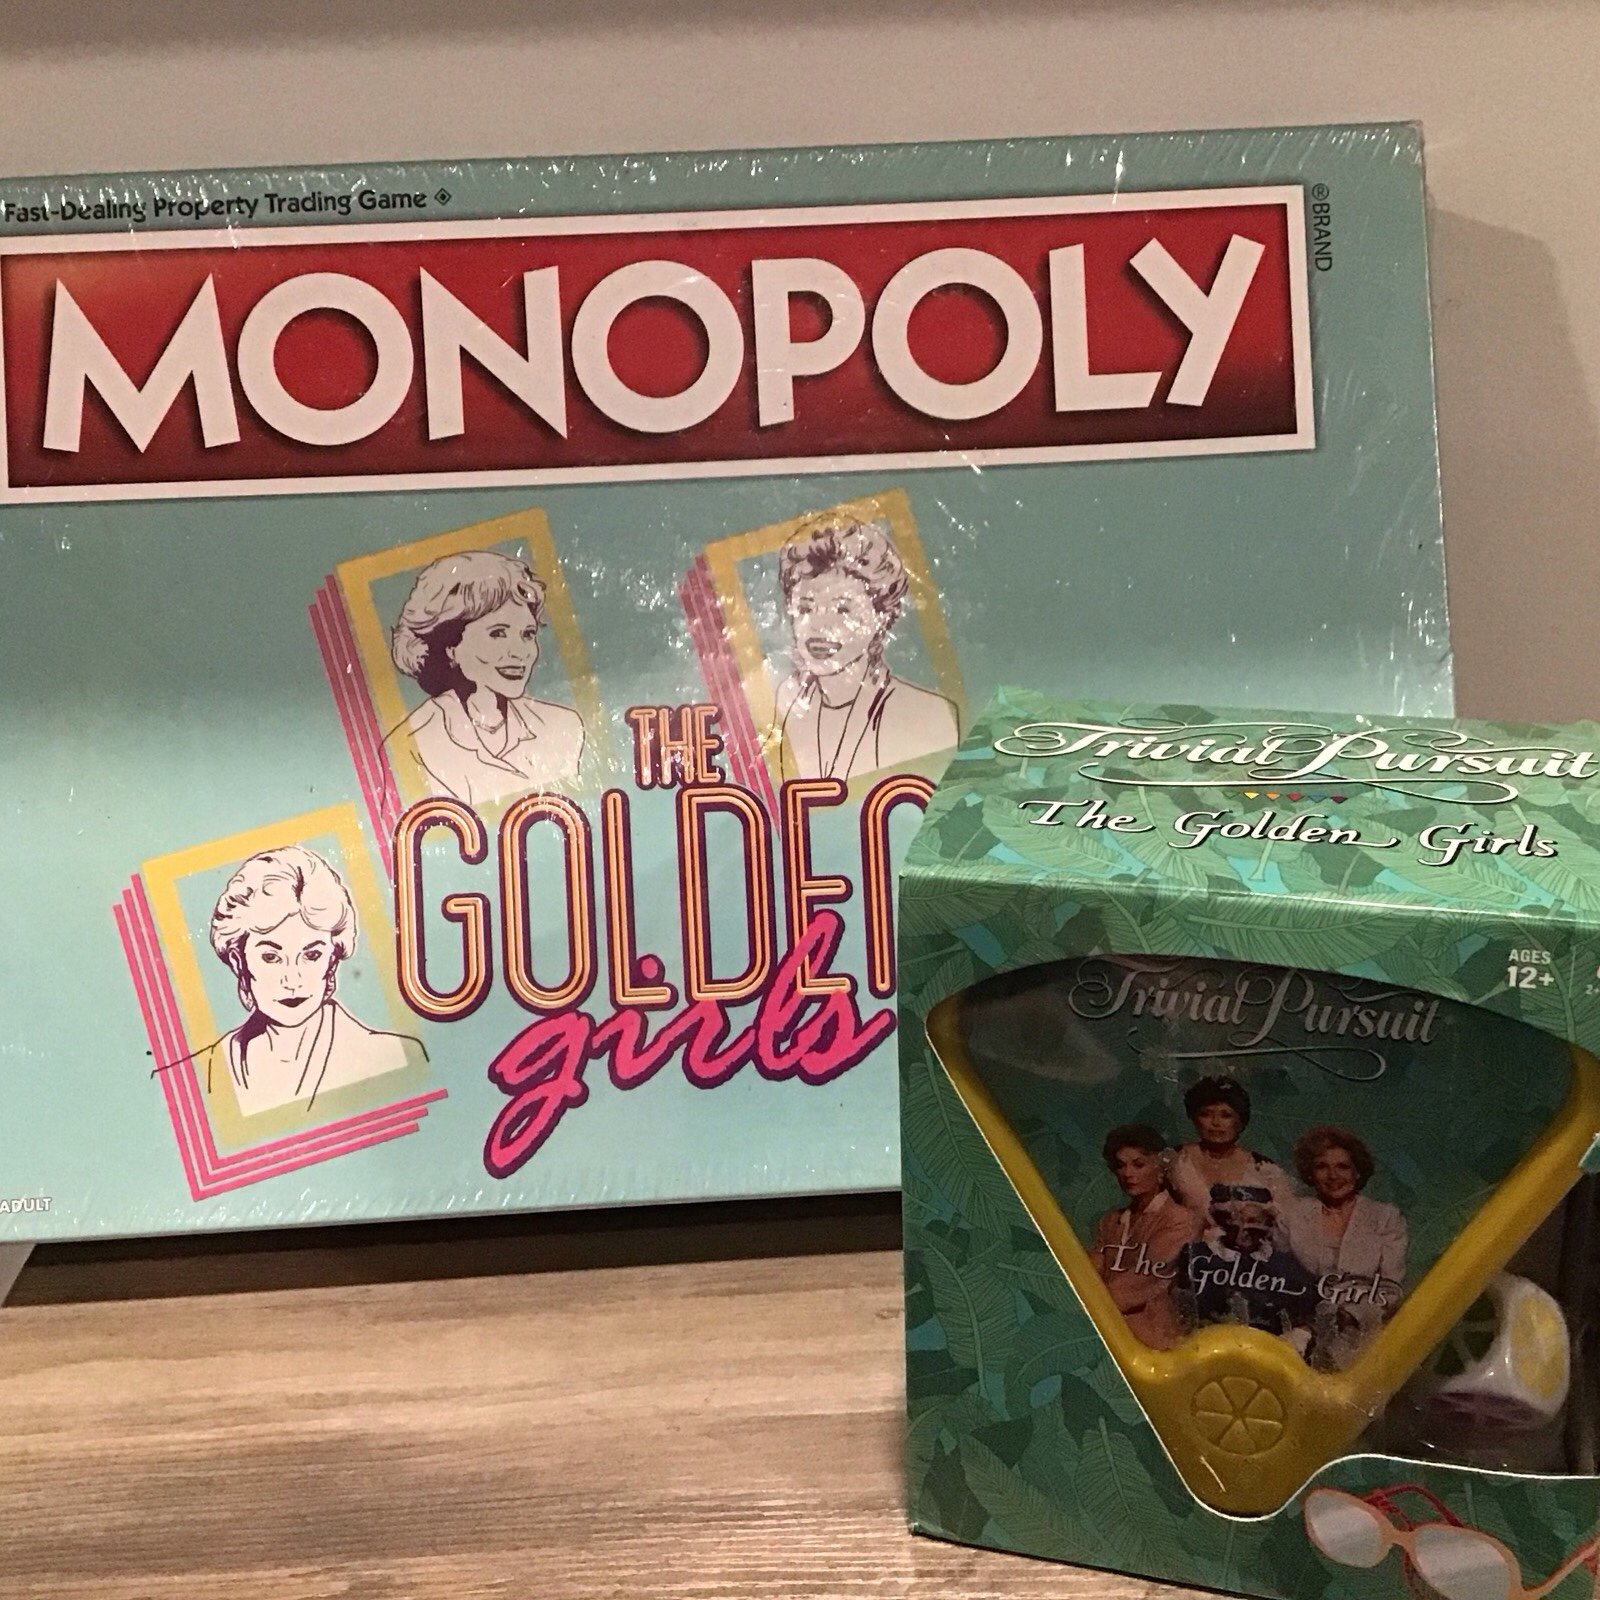 Fast-Dealing Property Trading Game
MONOPOLY
®BRAND
THE
GOLDEN
girls
ADULT
Trivial Pursuit
The Golden Girls
AGES
12+
Trivial Pursuit
The Golden Girls